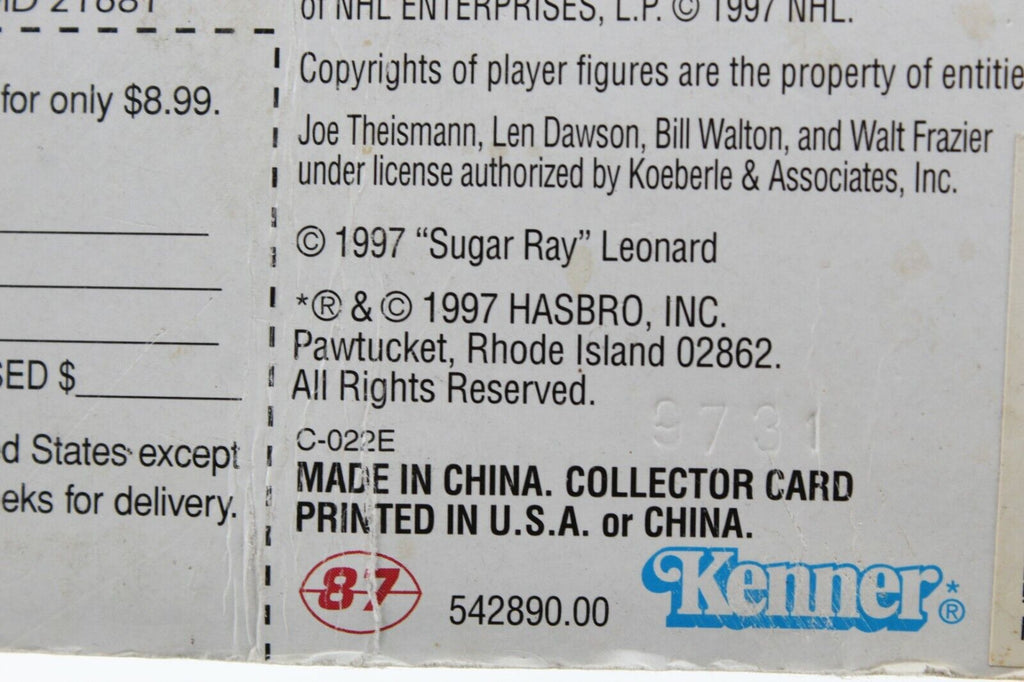 for only $8.99.
SED $
d States except
eks for delivery.
of NHL ENTERPRISES, L.P. © 1997 NHL.
Copyrights of player figures are the property of entitie
Joe Theismann, Len Dawson, Bill Walton, and Walt Frazier
under license authorized by Koeberle & Associates, Inc.
© 1997 “Sugar Ray” Leonard
*® & © 1997 HASBRO, INC.
Pawtucket, Rhode Island 02862.
All Rights Reserved.
9731
C-022E
MADE IN CHINA. COLLECTOR CARD
PRINTED IN U.S.A. or CHINA.
87
542890.00
Kenner*®